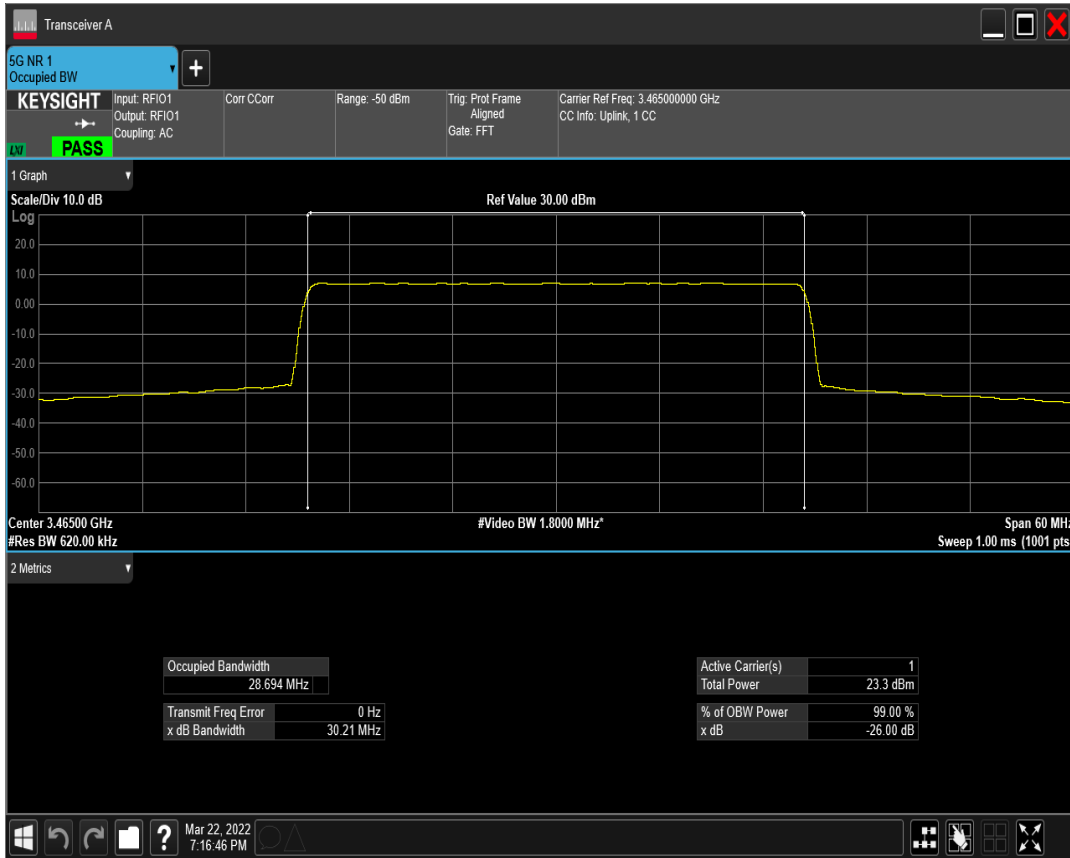 Transceiver A
5G NR 1
Occupied BW
+
KEYSIGHT
LXI
PASS
Input: RFIO1
Output: RFIO1
Coupling: AC
Corr CCorr
Range: -50 dBm
Trig: Prot Frame
Aligned
Gate: FFT
Carrier Ref Freq: 3.465000000 GHz
CC Info: Uplink, 1 CC
1 Graph
Scale/Div 10.0 dB
Ref Value 30.00 dBm
Log
20.0
10.0
0.00
-10.0
-20.0
-30.0
-40.0
-50.0
-60.0
Center 3.46500 GHz
#Video BW 1.8000 MHz*
Span 60 MHz
#Res BW 620.00 kHz
Sweep 1.00 ms (1001 pts
2 Metrics
Occupied Bandwidth
28.694 MHz
Transmit Freq Error 0 Hz
x dB Bandwidth 30.21 MHz
Active Carrier(s) 1
Total Power 23.3 dBm
% of OBW Power 99.00 %
x dB -26.00 dB
?
Mar 22, 2022
7:16:46 PM